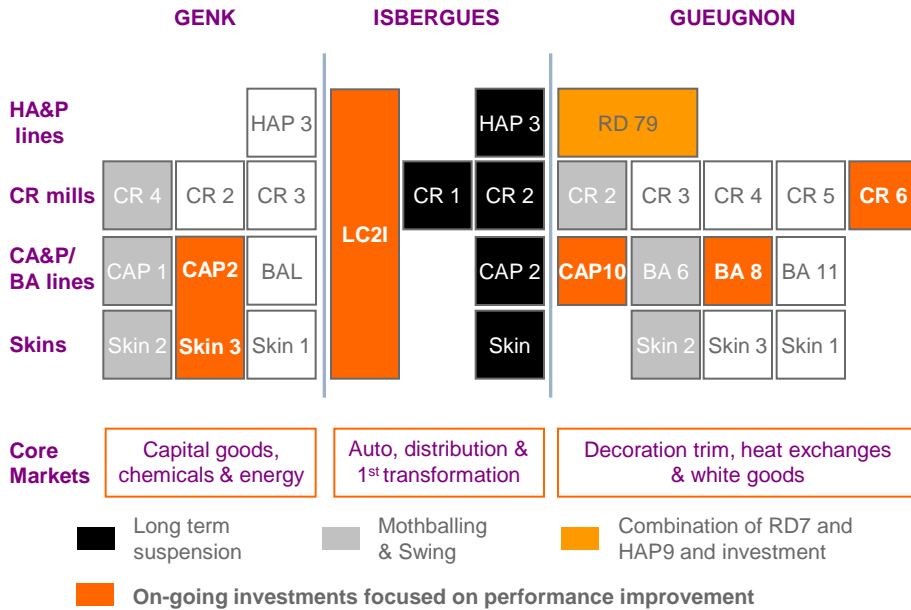 GENK ISBERGUES GUEUGNON
HA&P
lines
HAP 3 HAP 3 RD 79
CR mills CR 4 CR 2 CR 3 CR 1 CR 2 CR 2 CR 3 CR 4 CR 5 CR 6
LC2I
CA&P/
BA lines
CAP 1 CAP2 BAL CAP 2 CAP10 BA 6 BA 8 BA 11
Skins Skin 2 Skin 3 Skin 1 Skin Skin 2 Skin 3 Skin 1
Core
Markets
Capital goods,
chemicals & energy
Auto, distribution &
1st transformation
Decoration trim, heat exchanges
& white goods
Long term
suspension
Mothballing
& Swing
Combination of RD7 and
HAP9 and investment
On-going investments focused on performance improvement